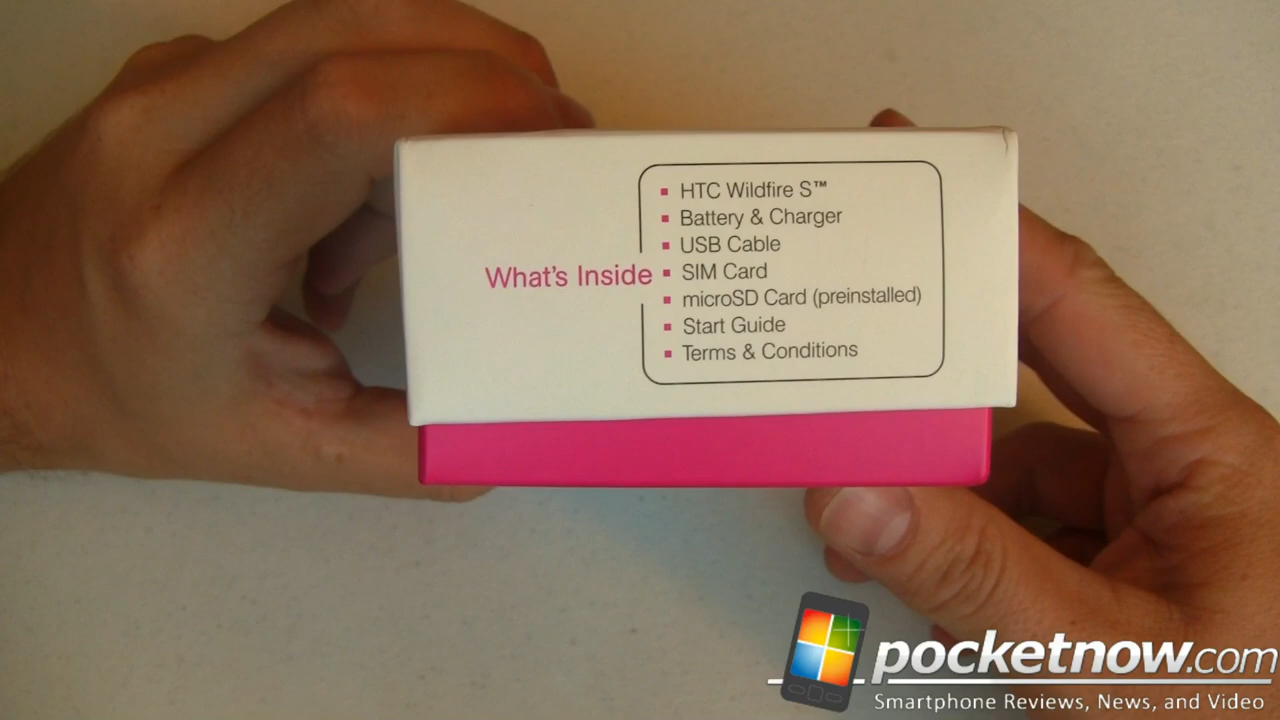 What's Inside
HTC Wildfire S™
Battery & Charger
USB Cable
SIM Card
microSD Card (preinstalled)
Start Guide
Terms & Conditions
pocketnow.com
Smartphone Reviews, News, and Video